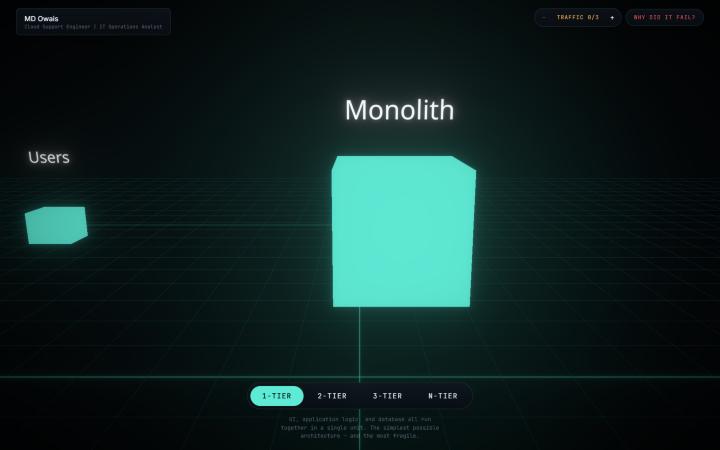 MD Owais
Cloud Support Engineer | IT Operations Analyst
− TRAFFIC 0/3 +
WHY DID IT FAIL?
Monolith
Users
1-TIER 2-TIER 3-TIER N-TIER
UI, application logic, and database all run
together in a single unit. The simplest possible
architecture — and the most fragile.